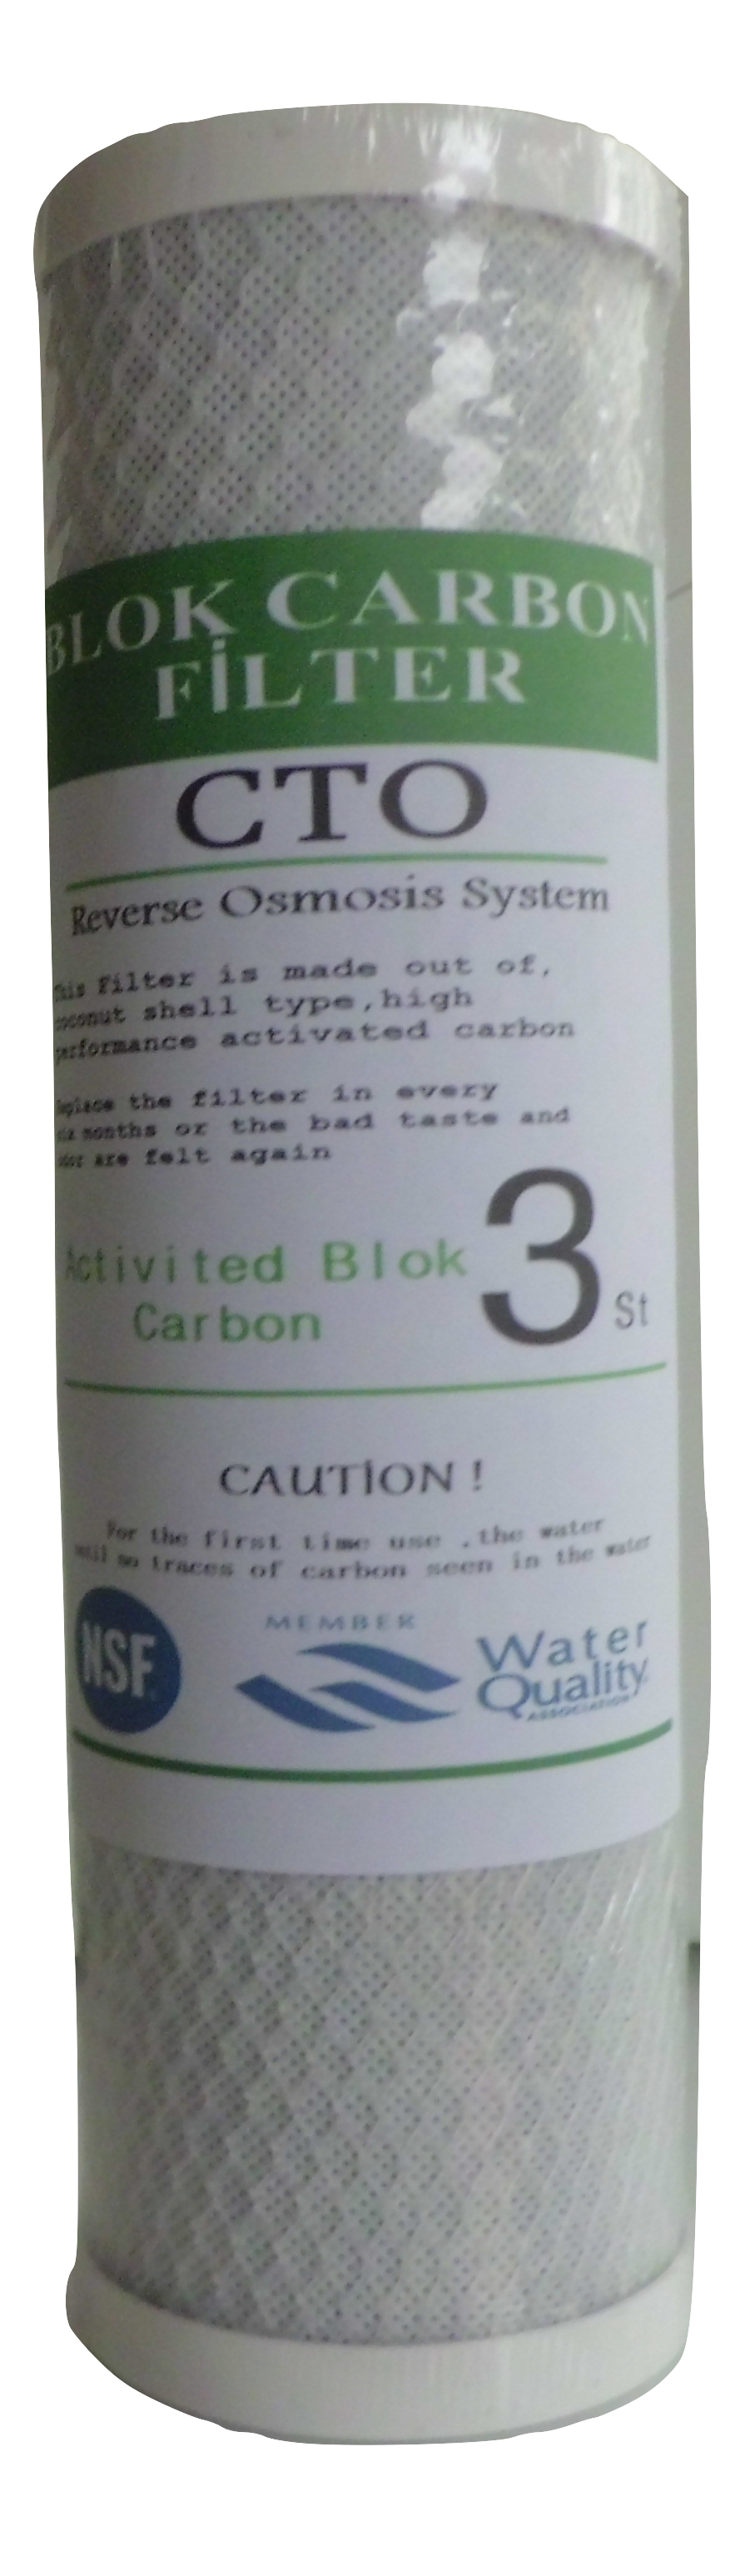 BLOK CARBON
FİLTER
CTO
Reverse Osmosis System
This Filter is made out of,
coconut shell type,high
performance activated carbon
Replace the filter in every
six months or the bad taste and
odor are felt again
Activited Blok
Carbon
3 St
CAUTİON !
For the first time use .the water
until no traces of carbon seen in the water
NSF
MEMBER
Water
Quality
ASSOCIATION